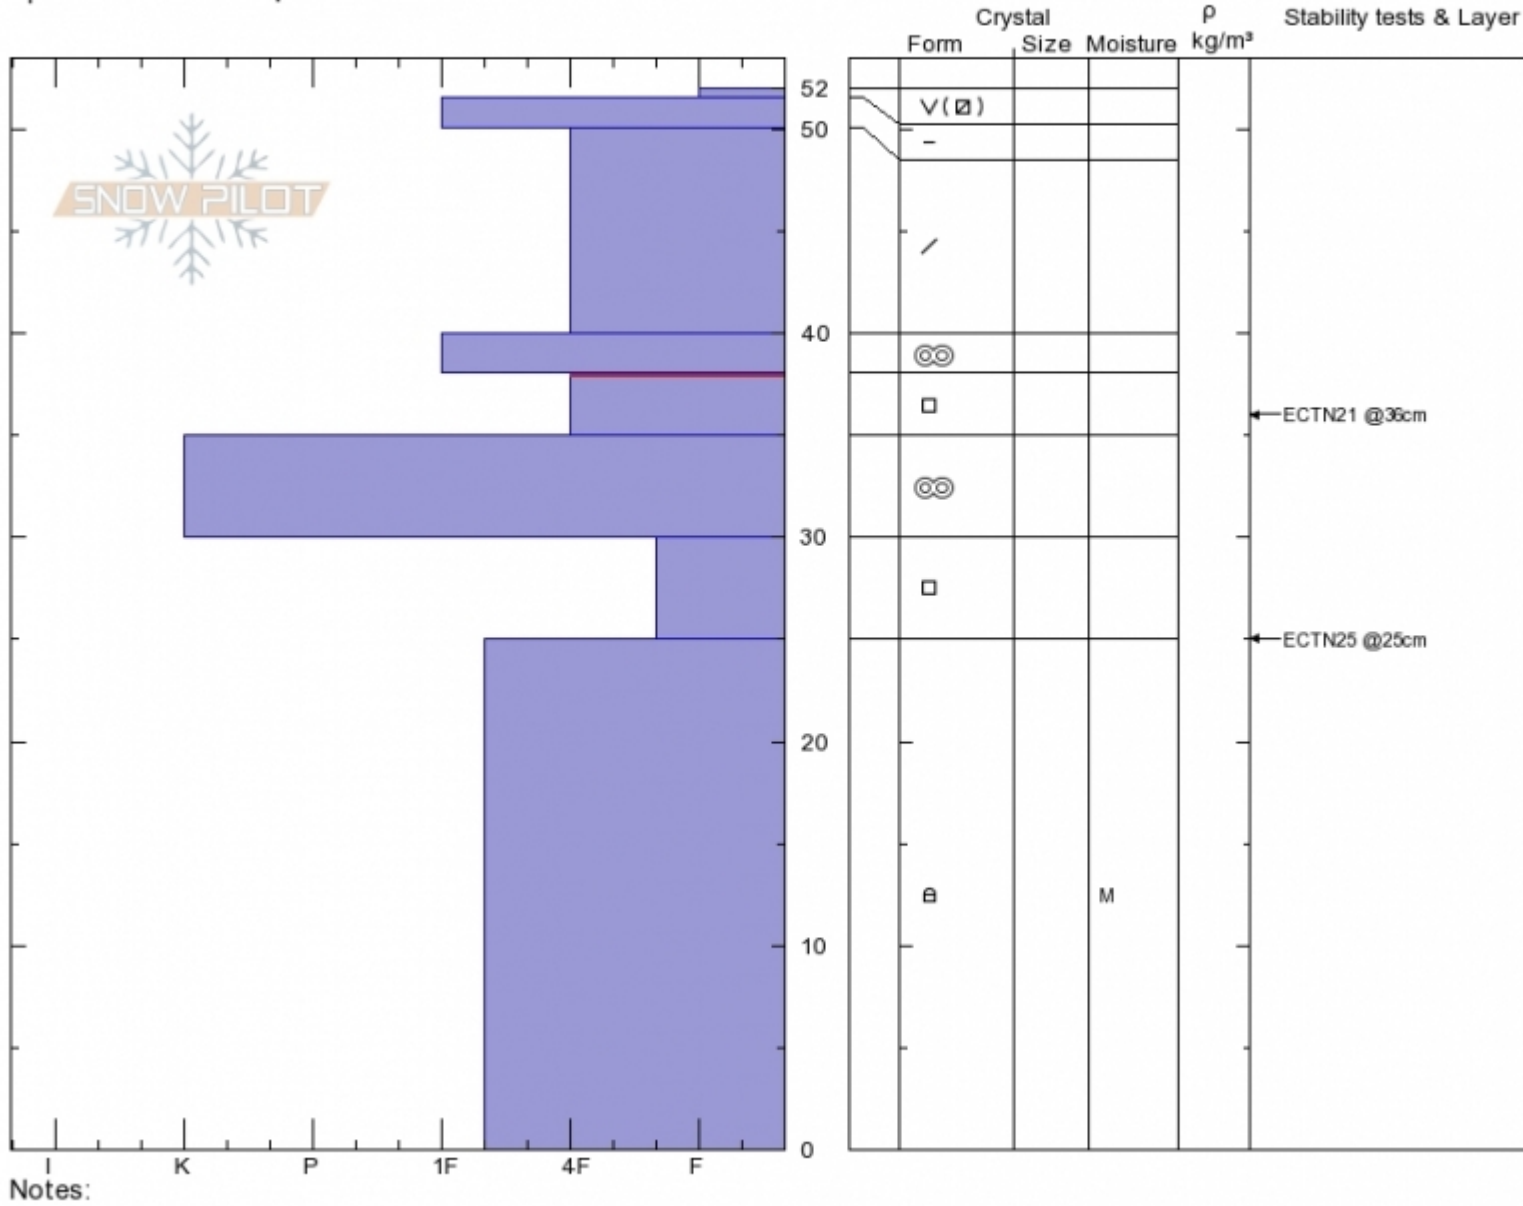 Crystal
ρ
Stability tests & Layer
Form
Size
Moisture
kg/m³
52
50
SNOW PILOT
40
ECTN21 @36cm
30
ECTN25 @25cm
20
M
10
0
I K P 1F 4F F
Notes: